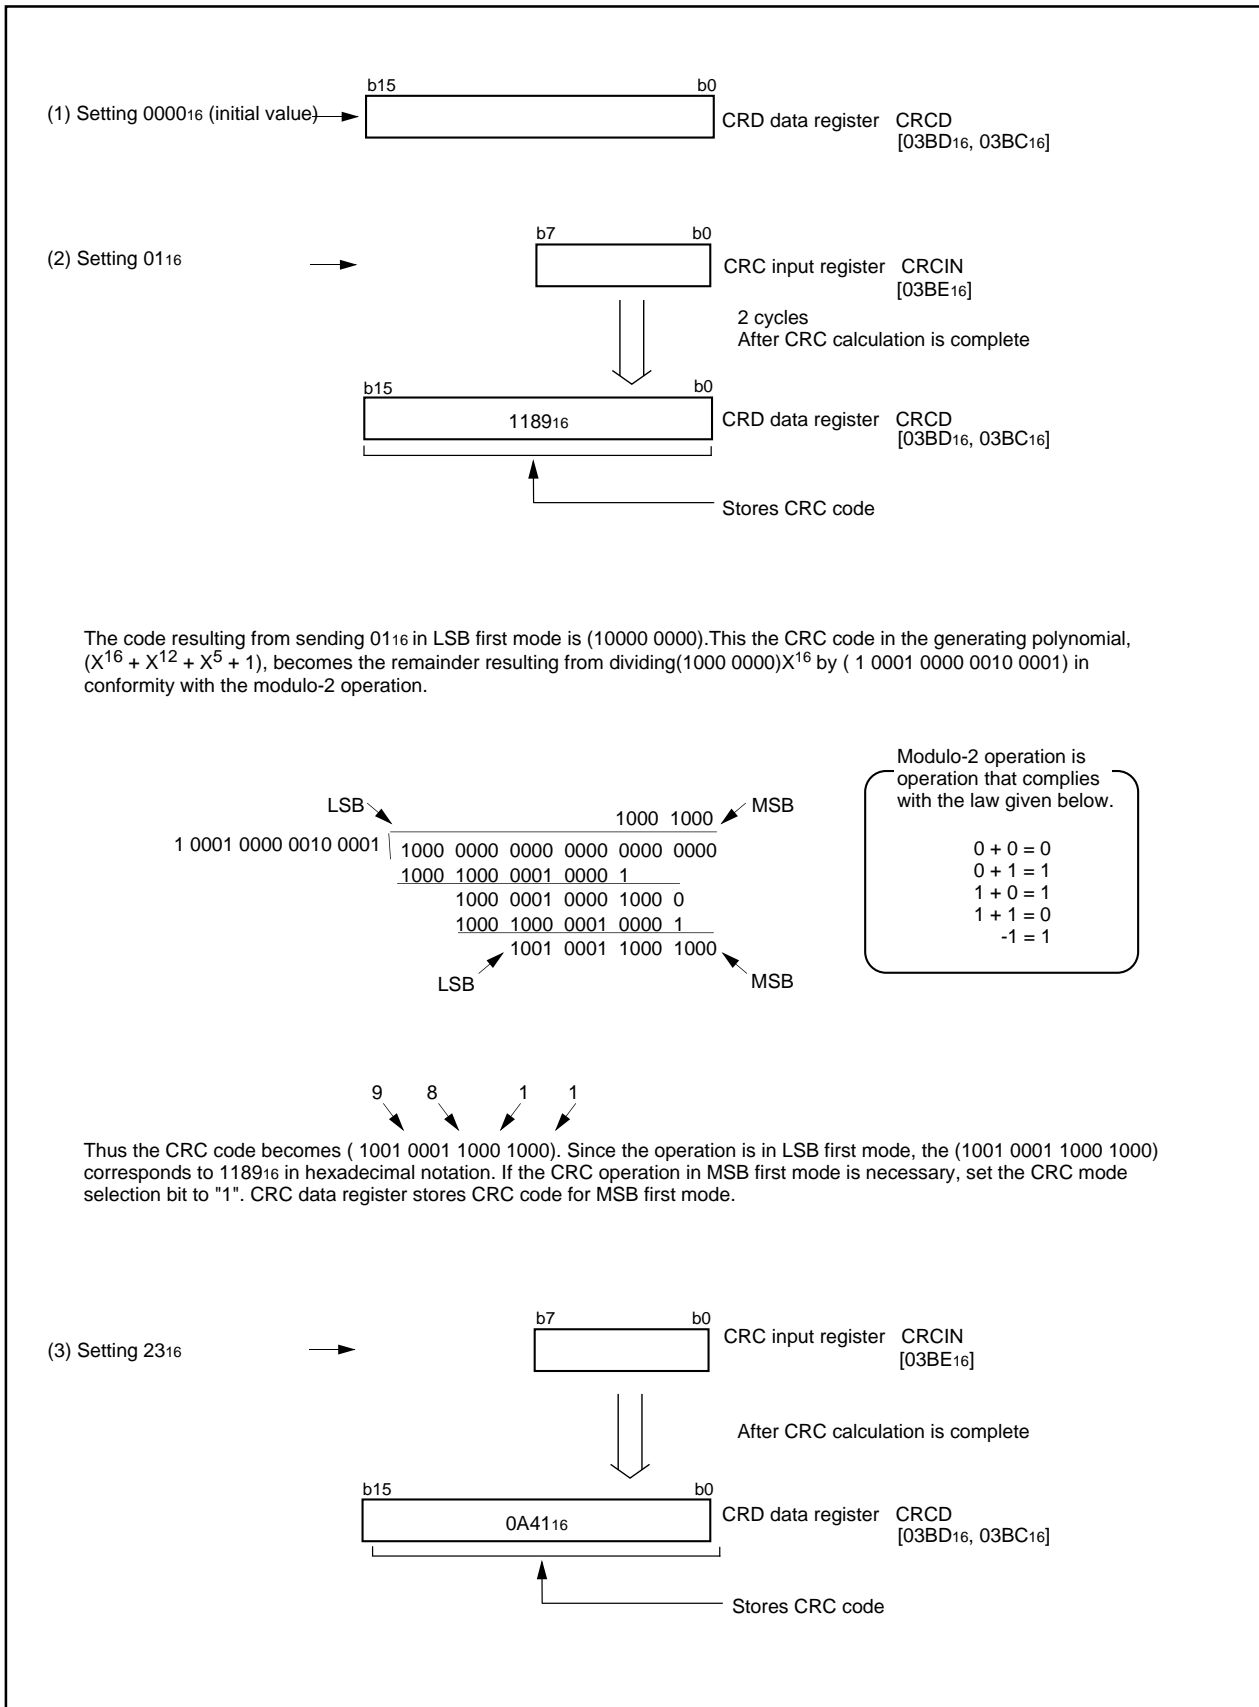 b15 b0
(1) Setting 0000₁₆ (initial value)
CRD data register CRCD
[03BD₁₆, 03BC₁₆]
b7 b0
(2) Setting 01₁₆
CRC input register CRCIN
[03BE₁₆]
2 cycles
After CRC calculation is complete
b15 b0
1189₁₆
CRD data register CRCD
[03BD₁₆, 03BC₁₆]
Stores CRC code
The code resulting from sending 01₁₆ in LSB first mode is (10000 0000).This the CRC code in the generating polynomial,
(X¹⁶ + X¹² + X⁵ + 1), becomes the remainder resulting from dividing(1000 0000)X¹⁶ by ( 1 0001 0000 0010 0001) in
conformity with the modulo-2 operation.
LSB
MSB
1000 1000
1 0001 0000 0010 0001
1000 0000 0000 0000 0000 0000
1000 1000 0001 0000 1
1000 0001 0000 1000 0
1000 1000 0001 0000 1
1001 0001 1000 1000
LSB
MSB
Modulo-2 operation is
operation that complies
with the law given below.
0 + 0 = 0
0 + 1 = 1
1 + 0 = 1
1 + 1 = 0
-1 = 1
9 8 1 1
Thus the CRC code becomes ( 1001 0001 1000 1000). Since the operation is in LSB first mode, the (1001 0001 1000 1000)
corresponds to 1189₁₆ in hexadecimal notation. If the CRC operation in MSB first mode is necessary, set the CRC mode
selection bit to "1". CRC data register stores CRC code for MSB first mode.
b7 b0
(3) Setting 23₁₆
CRC input register CRCIN
[03BE₁₆]
After CRC calculation is complete
b15 b0
0A41₁₆
CRD data register CRCD
[03BD₁₆, 03BC₁₆]
Stores CRC code